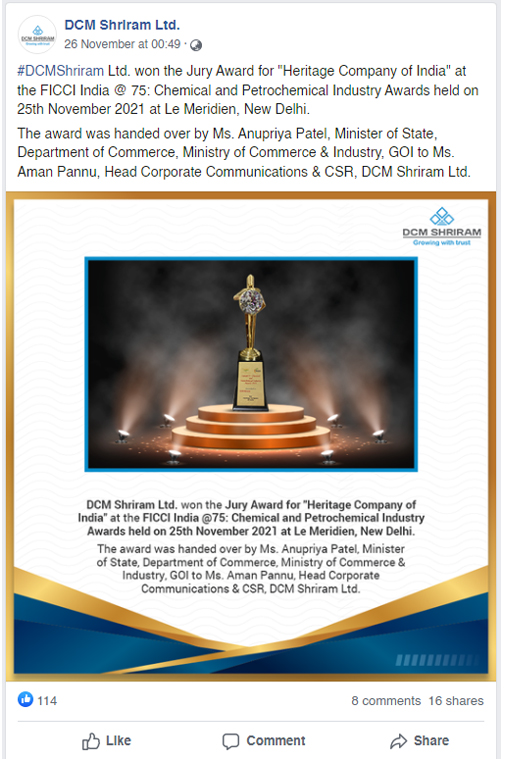 DCM Shriram Ltd.
26 November at 00:49 ·
#DCMShriram Ltd. won the Jury Award for "Heritage Company of India" at
the FICCI India @ 75: Chemical and Petrochemical Industry Awards held on
25th November 2021 at Le Meridien, New Delhi.
The award was handed over by Ms. Anupriya Patel, Minister of State,
Department of Commerce, Ministry of Commerce & Industry, GOI to Ms.
Aman Pannu, Head Corporate Communications & CSR, DCM Shriram Ltd.
DCM SHRIRAM
Growing with trust
DCM Shriram Ltd. won the Jury Award for "Heritage Company of
India" at the FICCI India @75: Chemical and Petrochemical Industry
Awards held on 25th November 2021 at Le Meridien, New Delhi.
The award was handed over by Ms. Anupriya Patel, Minister
of State, Department of Commerce, Ministry of Commerce &
Industry, GOI to Ms. Aman Pannu, Head Corporate
Communications & CSR, DCM Shriram Ltd.
114
8 comments 16 shares
Like
Comment
Share